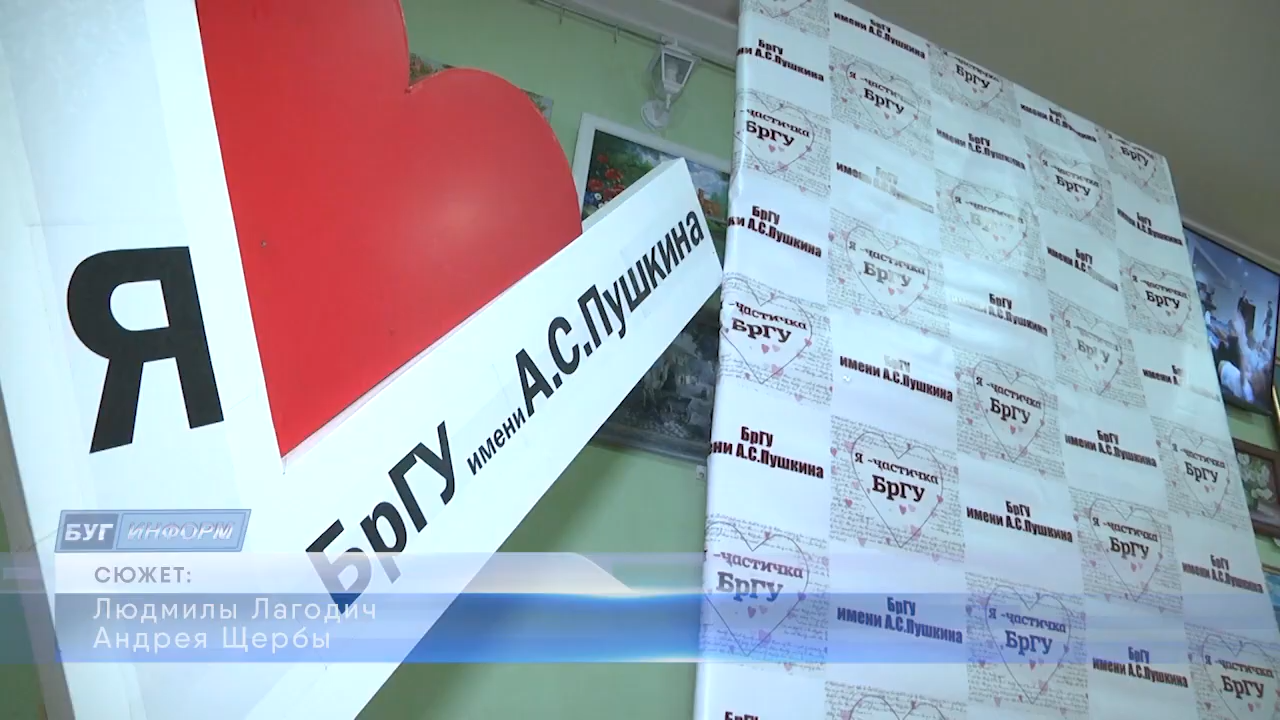 Я
БрГУ имени А.С.Пушкина
БрГУ
имени А.С.Пушкина
Я -частичка
БрГУ
БУГ ИНФОРМ
СЮЖЕТ:
Людмилы Лагодич
Андрея Щербы